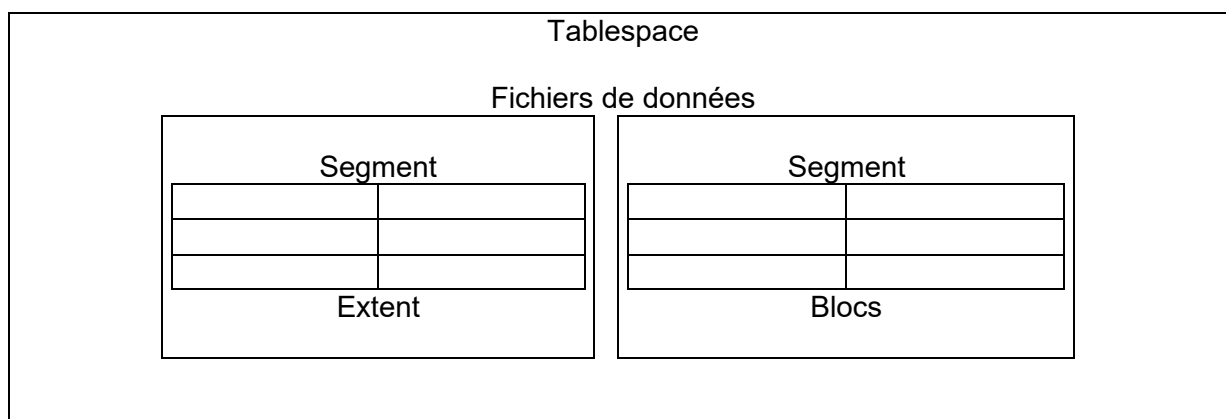 Tablespace
Fichiers de données
Segment
Segment
Extent
Blocs